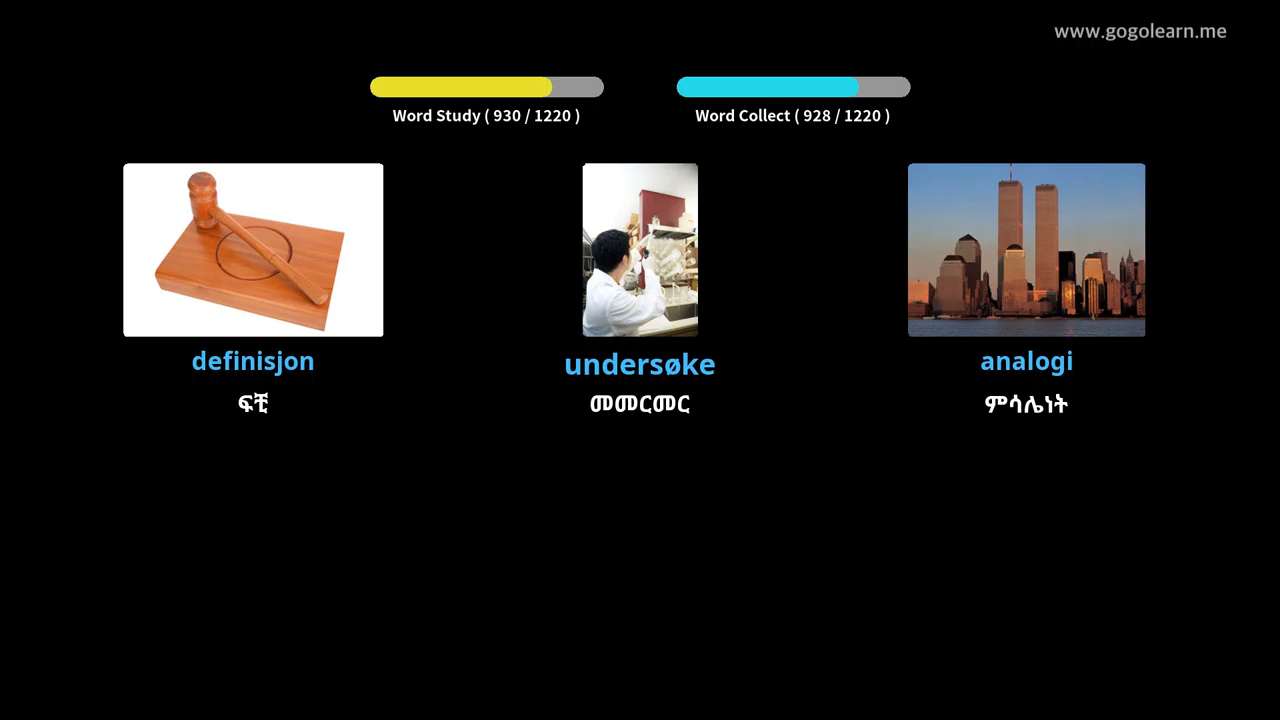 www.gogolearn.me
Word Study ( 930 / 1220 )
Word Collect ( 928 / 1220 )
definisjon
undersøke
analogi
ፍቺ
መመርመር
ምሳሌነት